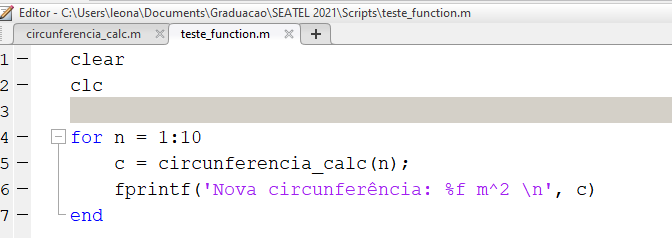 Editor - C:\Users\leona\Documents\Graduacao\SEATEL 2021\Scripts\teste_function.m
circunferencia_calc.m teste_function.m
1 clear
2 clc
3
4 for n = 1:10
5 c = circunferencia_calc(n);
6 fprintf('Nova circunferência: %f m^2 \n', c)
7 end